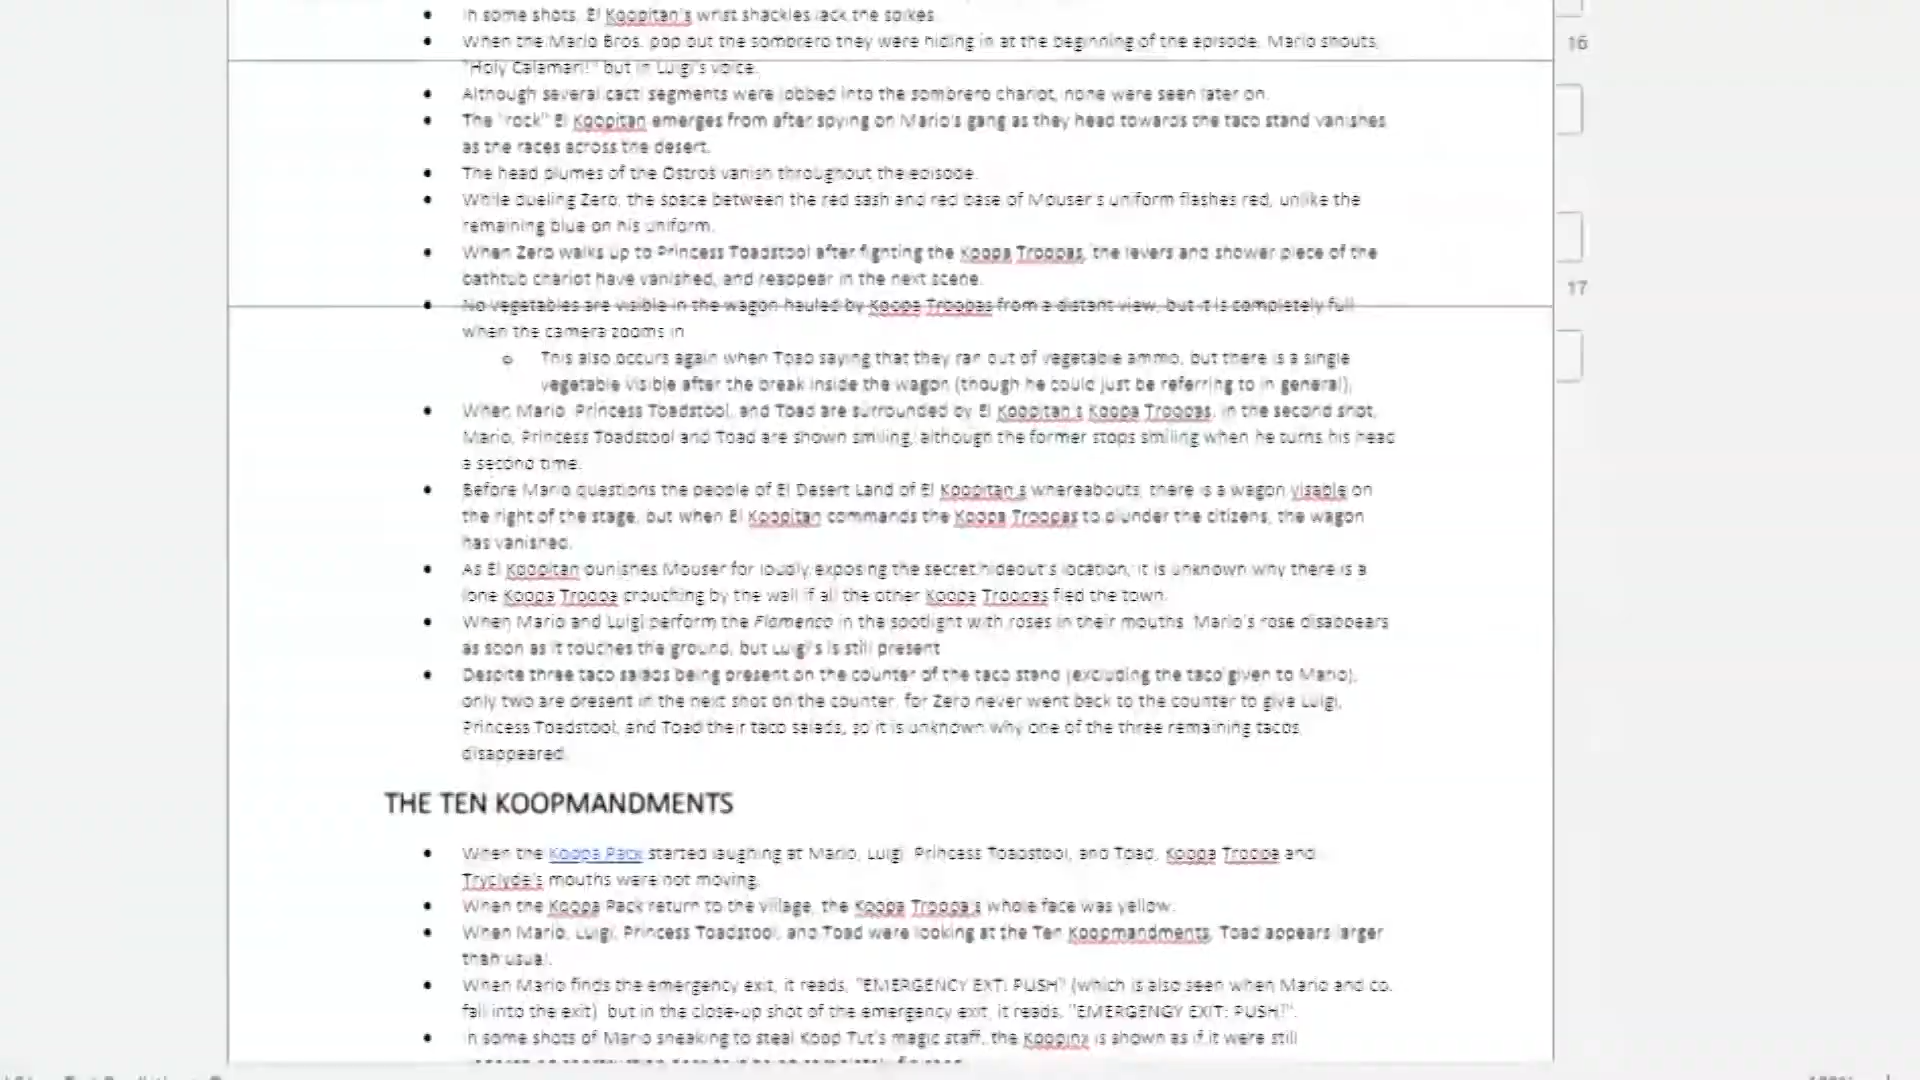 In some shots, El Koopitan's wrist shackles lack the spikes.
When the Mario Bros. pop out the sombrero they were hiding in at the beginning of the episode, Mario shouts,
"Holy Calamari!" but in Luigi's voice.
Although several cacti segments were lobbed into the sombrero chariot, none were seen later on.
The "rock" El Koopitan emerges from after spying on Mario's gang as they head towards the taco stand vanishes
as the races across the desert.
The head plumes of the Ostros vanish throughout the episode.
While dueling Zero, the space between the red sash and red base of Mouser's uniform flashes red, unlike the
remaining blue on his uniform.
When Zero walks up to Princess Toadstool after fighting the Koopa Troopas, the levers and shower piece of the
bathtub chariot have vanished, and reappear in the next scene.
No vegetables are visible in the wagon hauled by Koopa Troopas from a distant view, but it is completely full
when the camera zooms in
This also occurs again when Toad saying that they ran out of vegetable ammo, but there is a single
vegetable visible after the break inside the wagon (though he could just be referring to in general).
When Mario, Princess Toadstool, and Toad are surrounded by El Koopitan's Koopa Troopas, in the second shot,
Mario, Princess Toadstool and Toad are shown smiling, although the former stops smiling when he turns his head
a second time.
Before Mario questions the people of El Desert Land of El Koopitan's whereabouts, there is a wagon visable on
the right of the stage, but when El Koopitan commands the Koopa Troopas to plunder the citizens, the wagon
has vanished.
As El Koopitan punishes Mouser for loudly exposing the secret hideout's location, it is unknown why there is a
lone Koopa Troopa crouching by the wall if all the other Koopa Troopas fled the town.
When Mario and Luigi perform the Flamenco in the spotlight with roses in their mouths, Mario's rose disappears
as soon as it touches the ground, but Luigi's is still present
Despite three taco salads being present on the counter of the taco stand (excluding the taco given to Mario),
only two are present in the next shot on the counter, for Zero never went back to the counter to give Luigi,
Princess Toadstool, and Toad their taco salads, so it is unknown why one of the three remaining tacos
disappeared.
THE TEN KOOPMANDMENTS
When the Koopa Pack started laughing at Mario, Luigi, Princess Toadstool, and Toad, Koopa Troopa and
Tryclyde's mouths were not moving.
When the Koopa Pack return to the village, the Koopa Troopa's whole face was yellow.
When Mario, Luigi, Princess Toadstool, and Toad were looking at the Ten Koopmandments, Toad appears larger
than usual.
When Mario finds the emergency exit, it reads, "EMERGENCY EXT: PUSH" (which is also seen when Mario and co.
fall into the exit) but in the close-up shot of the emergency exit, it reads, "EMERGENGY EXIT: PUSH!".
In some shots of Mario sneaking to steal Koop Tut's magic staff, the Koopinx is shown as if it were still
16
17